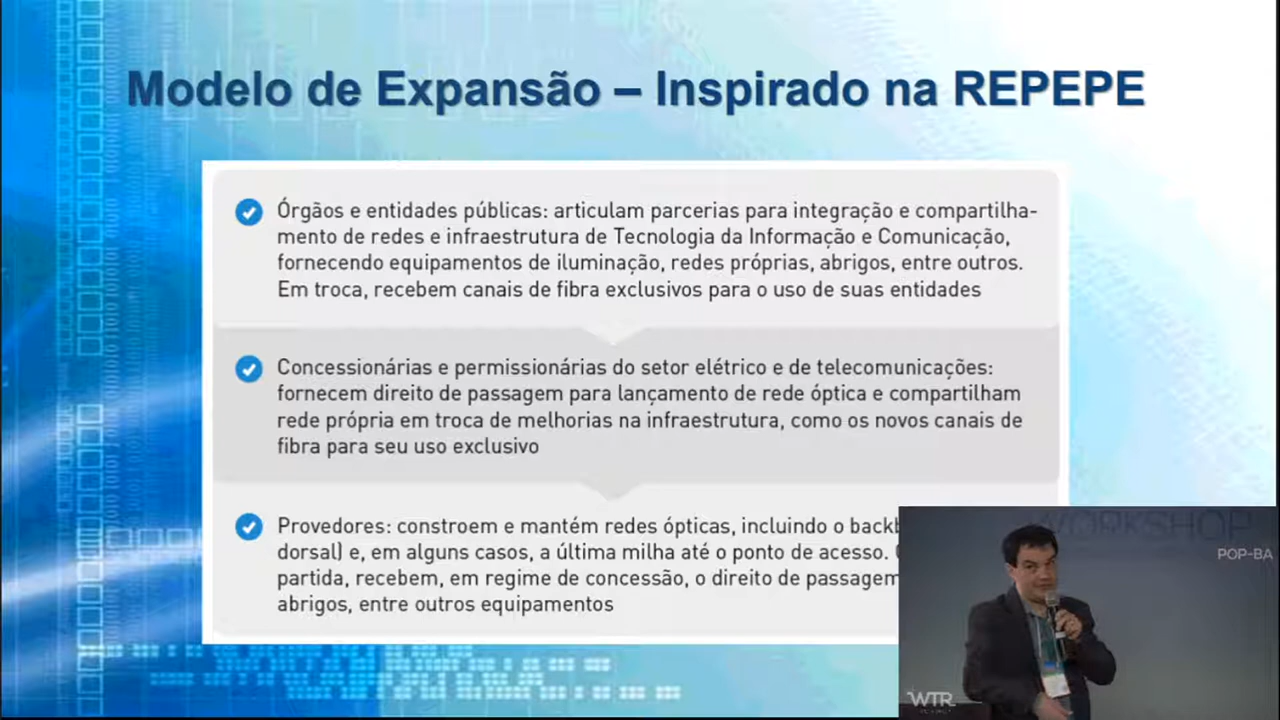 Modelo de Expansão – Inspirado na REPEPE
Órgãos e entidades públicas: articulam parcerias para integração e compartilha-
mento de redes e infraestrutura de Tecnologia da Informação e Comunicação,
fornecendo equipamentos de iluminação, redes próprias, abrigos, entre outros.
Em troca, recebem canais de fibra exclusivos para o uso de suas entidades
Concessionárias e permissionárias do setor elétrico e de telecomunicações:
fornecem direito de passagem para lançamento de rede óptica e compartilham
rede própria em troca de melhorias na infraestrutura, como os novos canais de
fibra para seu uso exclusivo
Provedores: constroem e mantém redes ópticas, incluindo o
dorsal) e, em alguns casos, a última milha até o ponto de acesso.
partida, recebem, em regime de concessão, o direito de passagem
abrigos, entre outros equipamentos
WORKSHOP
POP-BA
WTR